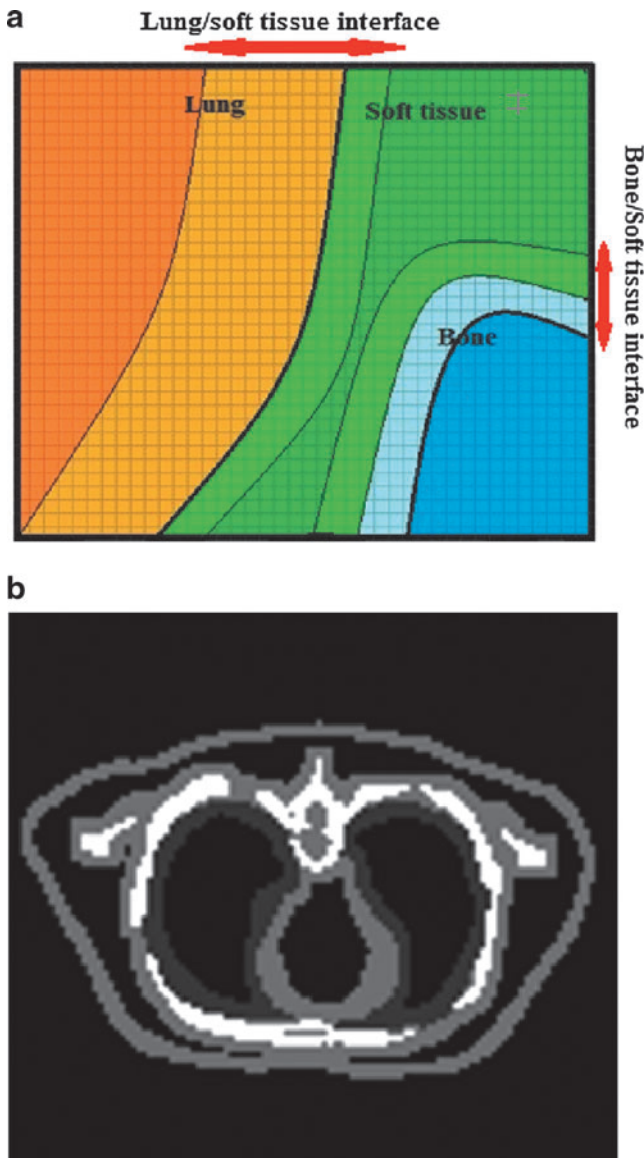 a
Lung/soft tissue interface
Lung
Soft tissue
Bone/Soft tissue interface
Bone
b